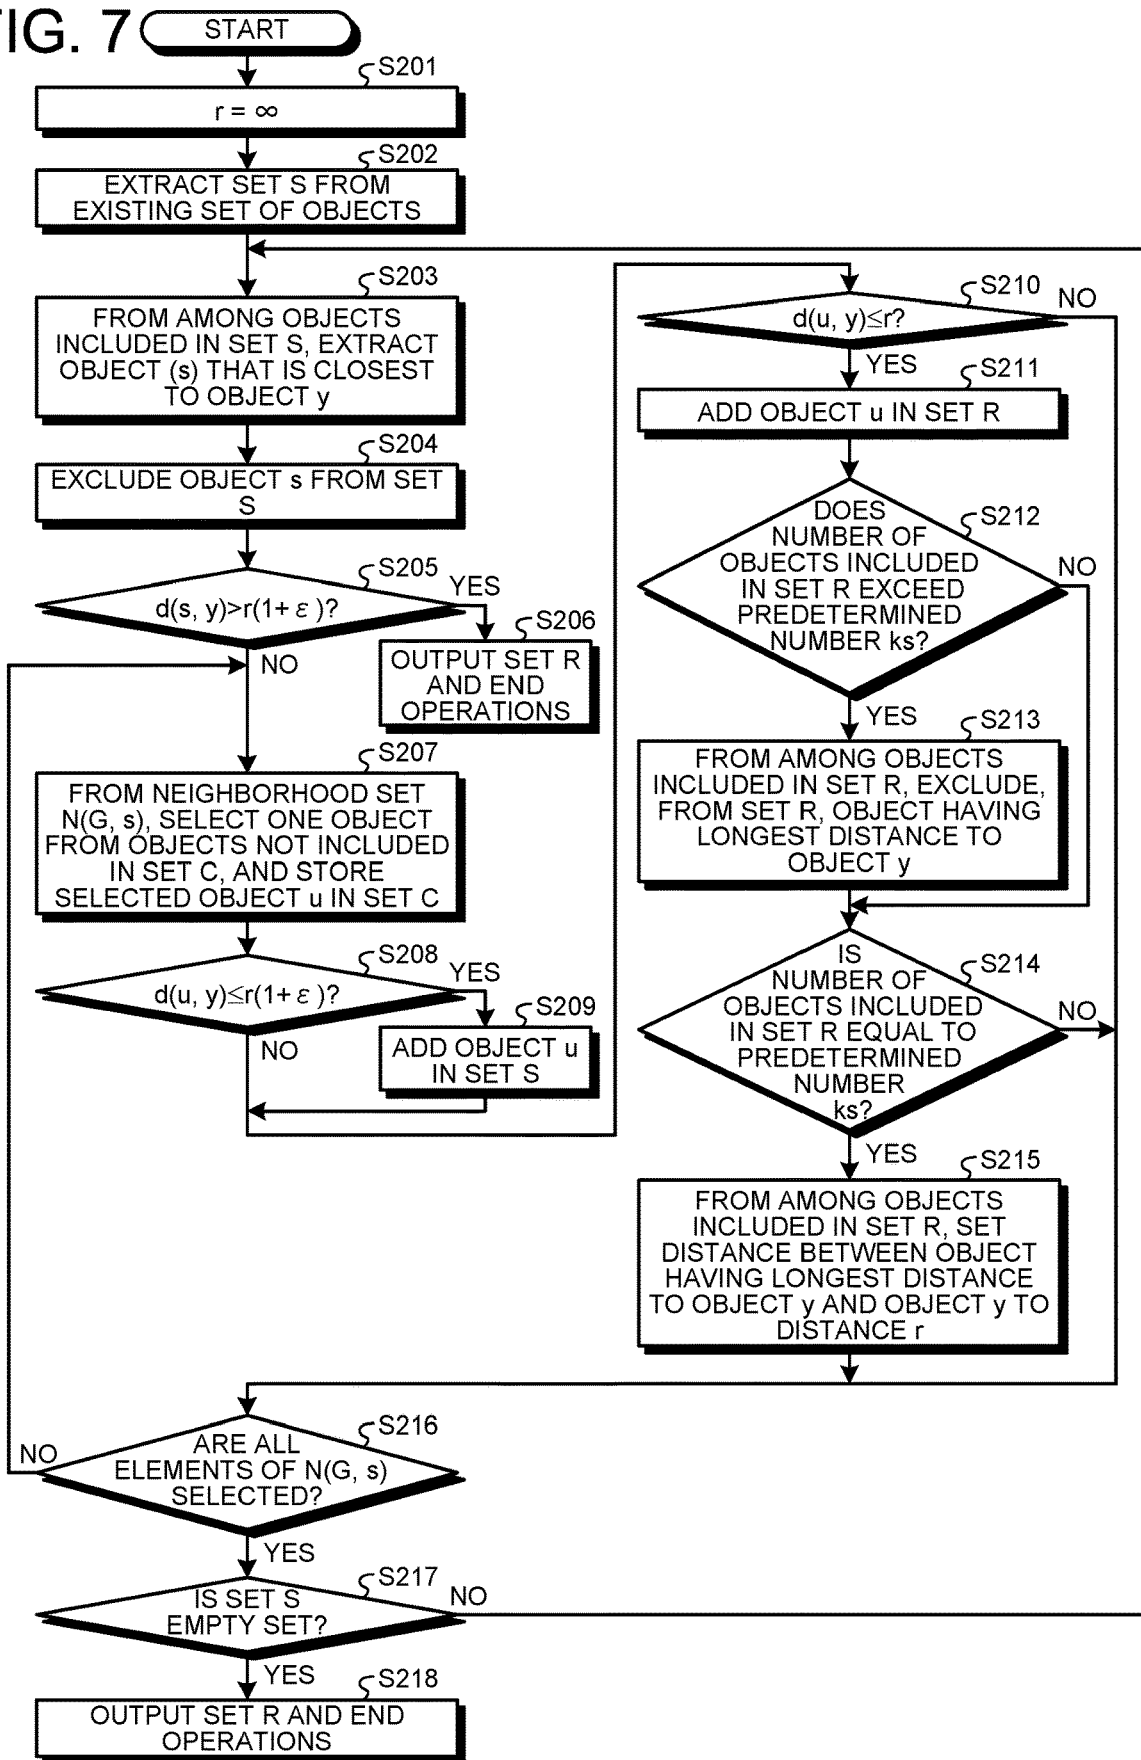 FIG. 7
START
S201
r = ∞
S202
EXTRACT SET S FROM
EXISTING SET OF OBJECTS
S203
FROM AMONG OBJECTS
INCLUDED IN SET S, EXTRACT
OBJECT (s) THAT IS CLOSEST
TO OBJECT y
S204
EXCLUDE OBJECT s FROM SET
S
S205
d(s, y)>r(1+ ε )?
YES
NO
S206
OUTPUT SET R
AND END
OPERATIONS
S207
FROM NEIGHBORHOOD SET
N(G, s), SELECT ONE OBJECT
FROM OBJECTS NOT INCLUDED
IN SET C, AND STORE
SELECTED OBJECT u IN SET C
S208
d(u, y)≤r(1+ ε )?
YES
NO
S209
ADD OBJECT u
IN SET S
S210
d(u, y)≤r?
NO
YES
S211
ADD OBJECT u IN SET R
S212
DOES
NUMBER OF
OBJECTS INCLUDED
IN SET R EXCEED
PREDETERMINED
NUMBER ks?
NO
YES
S213
FROM AMONG OBJECTS
INCLUDED IN SET R, EXCLUDE,
FROM SET R, OBJECT HAVING
LONGEST DISTANCE TO
OBJECT y
S214
IS
NUMBER OF
OBJECTS INCLUDED
IN SET R EQUAL TO
PREDETERMINED
NUMBER
ks?
NO
YES
S215
FROM AMONG OBJECTS
INCLUDED IN SET R, SET
DISTANCE BETWEEN OBJECT
HAVING LONGEST DISTANCE
TO OBJECT y AND OBJECT y TO
DISTANCE r
S216
ARE ALL
ELEMENTS OF N(G, s)
SELECTED?
NO
YES
S217
IS SET S
EMPTY SET?
NO
YES
S218
OUTPUT SET R AND END
OPERATIONS